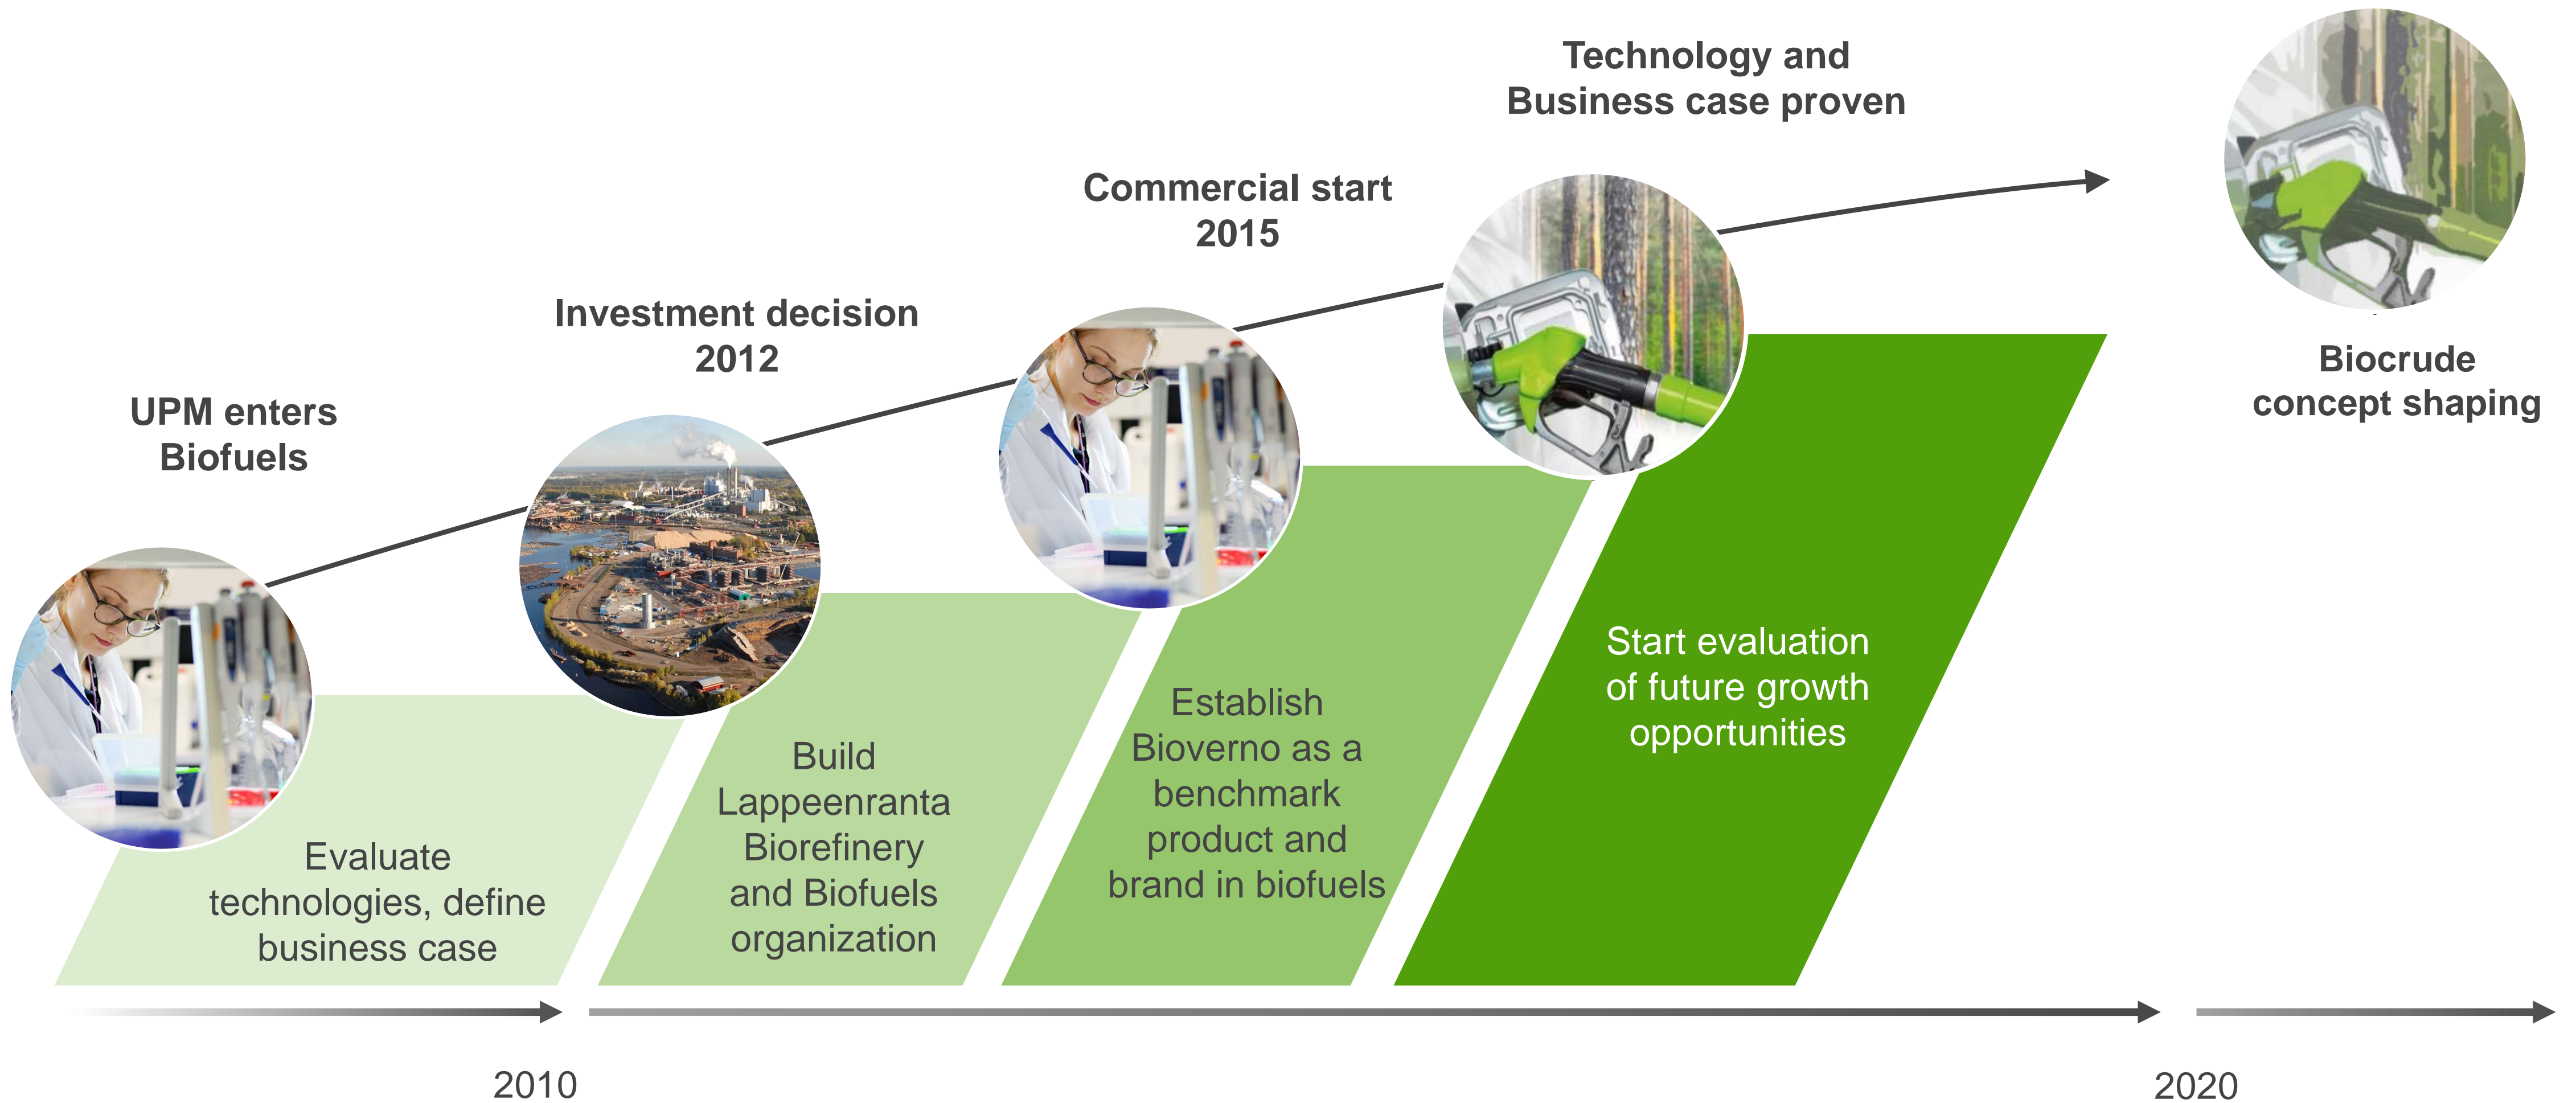 Technology and
Business case proven
Commercial start
2015
Investment decision
2012
UPM enters
Biofuels
Biocrude
concept shaping
Evaluate
technologies, define
business case
Build
Lappeenranta
Biorefinery
and Biofuels
organization
Establish
Bioverno as a
benchmark
product and
brand in biofuels
Start evaluation
of future growth
opportunities
2010
2020